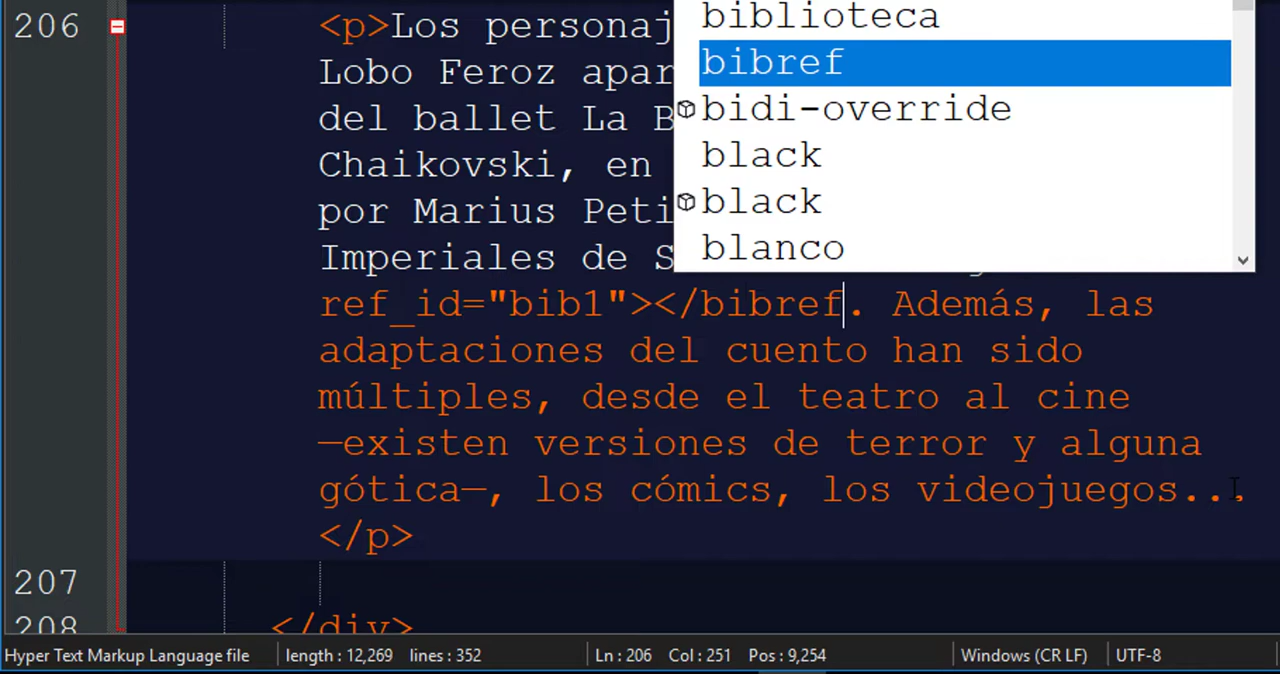 206 <p>Los personaj
Lobo Feroz apar
del ballet La B
Chaikovski, en
por Marius Peti
Imperiales de S
ref_id="bib1"></bibref. Además, las
adaptaciones del cuento han sido
múltiples, desde el teatro al cine
—existen versiones de terror y alguna
gótica—, los cómics, los videojuegos...
</p>
207
208 </div>
biblioteca
bibref
bidi-override
black
black
blanco
Hyper Text Markup Language file length : 12,269 lines : 352 Ln : 206 Col : 251 Pos : 9,254 Windows (CR LF) UTF-8